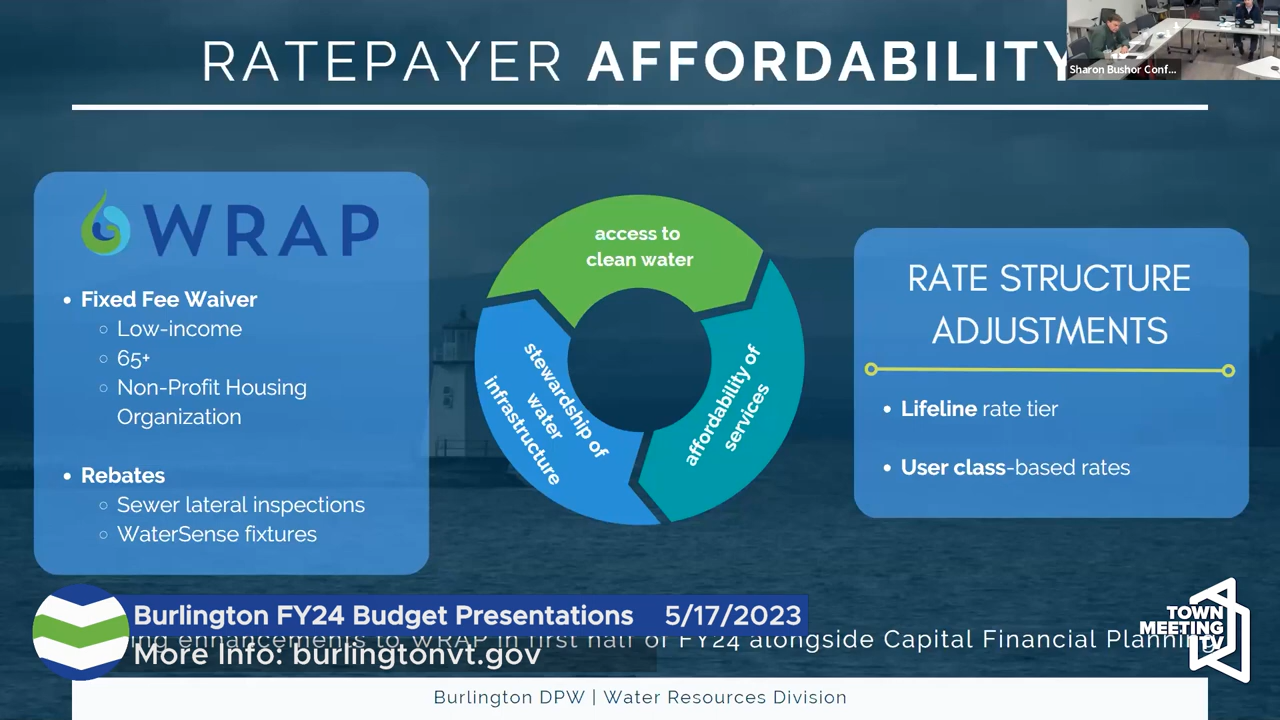 RATEPAYER AFFORDABILITY
Sharon Bushor Conf...
WRAP
• Fixed Fee Waiver
○ Low-income
○ 65+
○ Non-Profit Housing
Organization
• Rebates
○ Sewer lateral inspections
○ WaterSense fixtures
access to
clean water
stewardship of
water
infrastructure
affordability of
services
RATE STRUCTURE
ADJUSTMENTS
• Lifeline rate tier
• User class-based rates
Burlington FY24 Budget Presentations 5/17/2023
enhancements to WRAP in first half of FY24 alongside Capital Financial
More Info: burlingtonvt.gov
TOWN
MEETING
TV
Burlington DPW | Water Resources Division